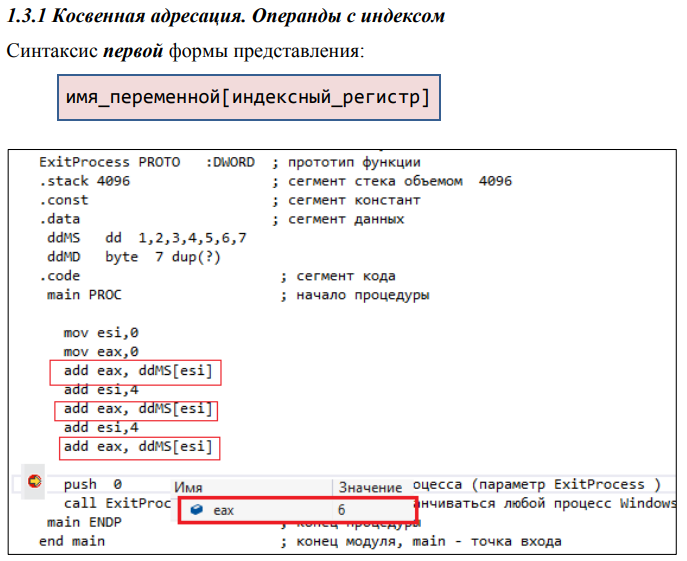 1.3.1 Косвенная адресация. Операнды с индексом
Синтаксис первой формы представления:
имя_переменной[индексный_регистр]
ExitProcess PROTO :DWORD ; прототип функции
.stack 4096 ; сегмент стека объемом 4096
.const ; сегмент констант
.data ; сегмент данных
ddMS dd 1,2,3,4,5,6,7
ddMD byte 7 dup(?)
.code ; сегмент кода
main PROC ; начало процедуры
mov esi,0
mov eax,0
add eax, ddMS[esi]
add esi,4
add eax, ddMS[esi]
add esi,4
add eax, ddMS[esi]
push 0 Имя Значение оцесса (параметр ExitProcess )
call ExitProc eax 6 анчиваться любой процесс Windows
main ENDP ; конец процедуры
end main ; конец модуля, main - точка входа